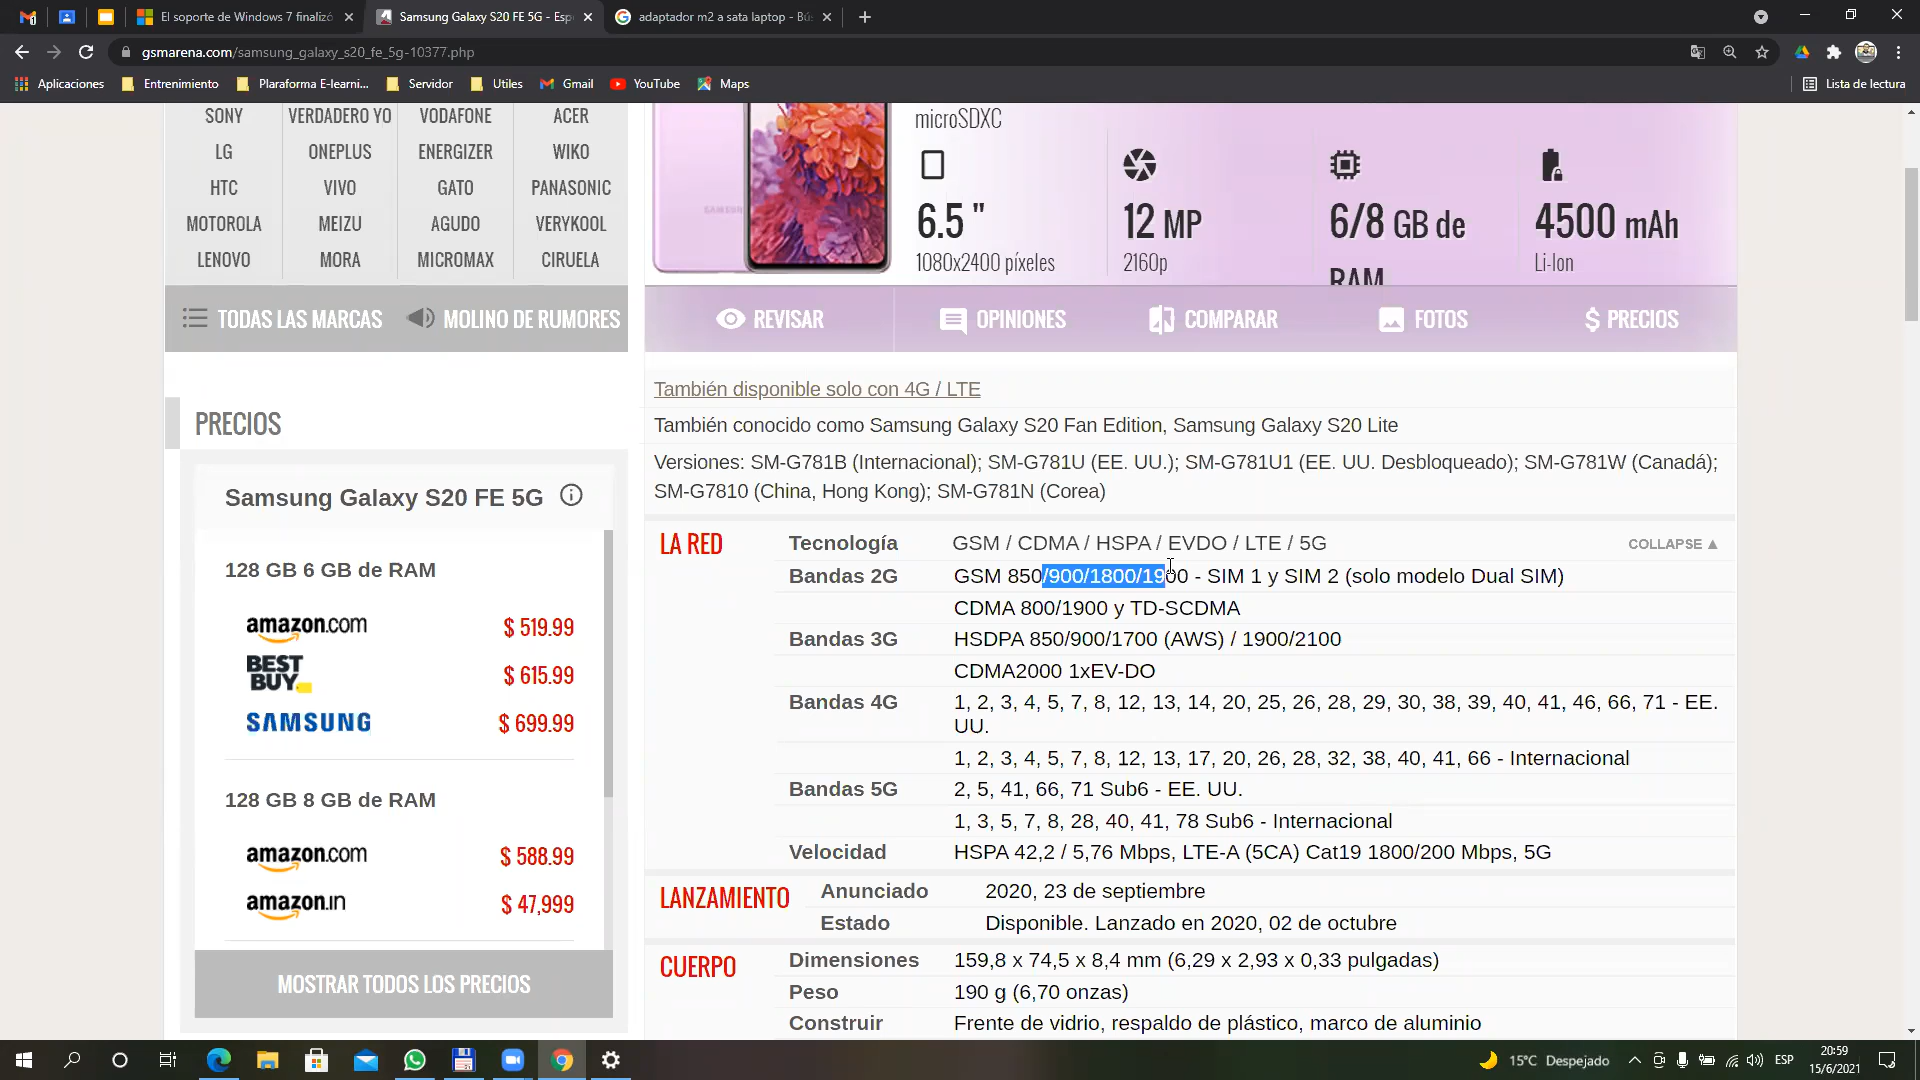 El soporte de Windows 7 finalizó
Samsung Galaxy S20 FE 5G - Esp
adaptador m2 a sata laptop - Bú
gsmarena.com/samsung_galaxy_s20_fe_5g-10377.php
Aplicaciones
Entrenimiento
Plaraforma E-learni...
Servidor
Utiles
Gmail
YouTube
Maps
Lista de lectura
SONY VERDADERO YO VODAFONE ACER
LG ONEPLUS ENERGIZER WIKO
HTC VIVO GATO PANASONIC
MOTOROLA MEIZU AGUDO VERYKOOL
LENOVO MORA MICROMAX CIRUELA
TODAS LAS MARCAS MOLINO DE RUMORES
SAMSUNG
microSDXC
6.5 "
1080x2400 píxeles
12 MP
2160p
6/8 GB de
RAM
4500 mAh
Li-Ion
REVISAR OPINIONES COMPARAR FOTOS $ PRECIOS
PRECIOS
Samsung Galaxy S20 FE 5G
128 GB 6 GB de RAM
amazon.com $ 519.99
BEST BUY $ 615.99
SAMSUNG $ 699.99
128 GB 8 GB de RAM
amazon.com $ 588.99
amazon.in $ 47,999
MOSTRAR TODOS LOS PRECIOS
También disponible solo con 4G / LTE
También conocido como Samsung Galaxy S20 Fan Edition, Samsung Galaxy S20 Lite
Versiones: SM-G781B (Internacional); SM-G781U (EE. UU.); SM-G781U1 (EE. UU. Desbloqueado); SM-G781W (Canadá);
SM-G7810 (China, Hong Kong); SM-G781N (Corea)
LA RED Tecnología GSM / CDMA / HSPA / EVDO / LTE / 5G COLLAPSE ▲
Bandas 2G GSM 850/900/1800/1900 - SIM 1 y SIM 2 (solo modelo Dual SIM)
CDMA 800/1900 y TD-SCDMA
Bandas 3G HSDPA 850/900/1700 (AWS) / 1900/2100
CDMA2000 1xEV-DO
Bandas 4G 1, 2, 3, 4, 5, 7, 8, 12, 13, 14, 20, 25, 26, 28, 29, 30, 38, 39, 40, 41, 46, 66, 71 - EE.
UU.
1, 2, 3, 4, 5, 7, 8, 12, 13, 17, 20, 26, 28, 32, 38, 40, 41, 66 - Internacional
Bandas 5G 2, 5, 41, 66, 71 Sub6 - EE. UU.
1, 3, 5, 7, 8, 28, 40, 41, 78 Sub6 - Internacional
Velocidad HSPA 42,2 / 5,76 Mbps, LTE-A (5CA) Cat19 1800/200 Mbps, 5G
LANZAMIENTO Anunciado 2020, 23 de septiembre
Estado Disponible. Lanzado en 2020, 02 de octubre
CUERPO Dimensiones 159,8 x 74,5 x 8,4 mm (6,29 x 2,93 x 0,33 pulgadas)
Peso 190 g (6,70 onzas)
Construir Frente de vidrio, respaldo de plástico, marco de aluminio
15°C Despejado
ESP
20:59
15/6/2021